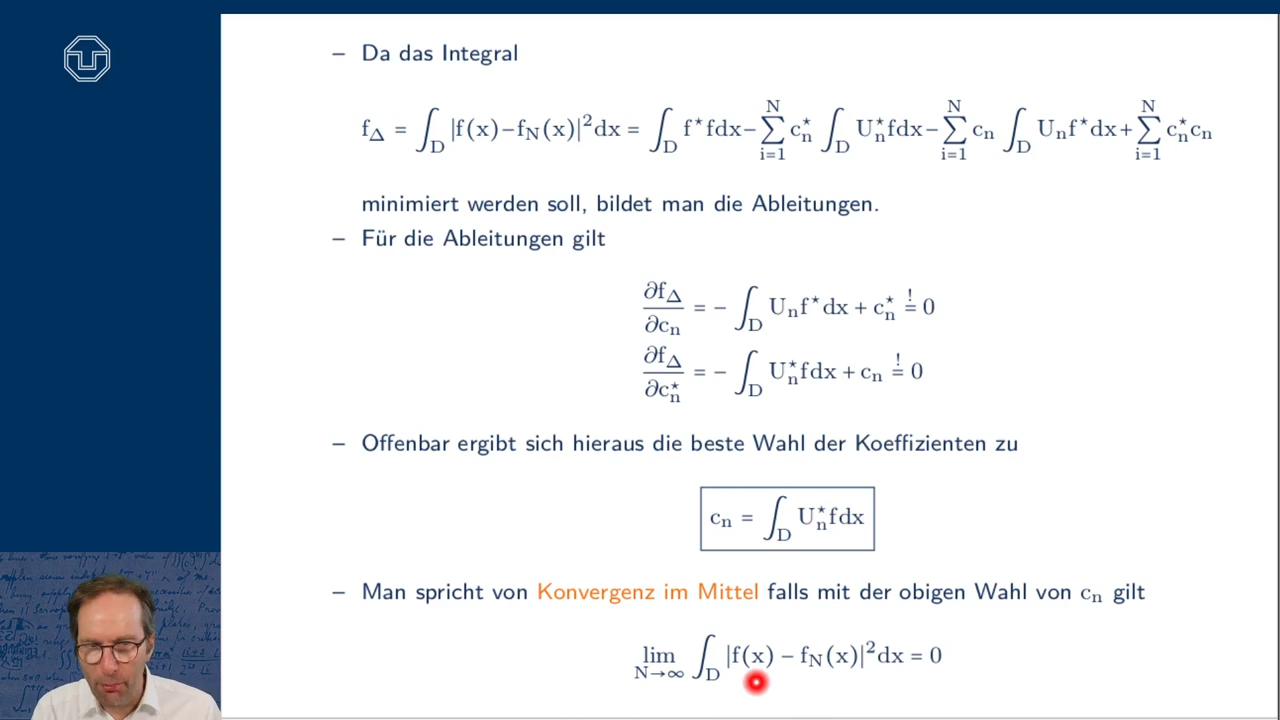 – Da das Integral
f_Δ = ∫_D |f(x)−f_N(x)|²dx = ∫_D f*fdx− ∑_{i=1}^{N} c_n* ∫_D U_n*fdx− ∑_{i=1}^{N} c_n ∫_D U_nf*dx+ ∑_{i=1}^{N} c_n*c_n
minimiert werden soll, bildet man die Ableitungen.
– Für die Ableitungen gilt
∂f_Δ/∂c_n = − ∫_D U_nf*dx + c_n* =! 0
∂f_Δ/∂c_n* = − ∫_D U_n*fdx + c_n =! 0
– Offenbar ergibt sich hieraus die beste Wahl der Koeffizienten zu
c_n = ∫_D U_n*fdx
– Man spricht von Konvergenz im Mittel falls mit der obigen Wahl von c_n gilt
lim_{N→∞} ∫_D |f(x) − f_N(x)|²dx = 0